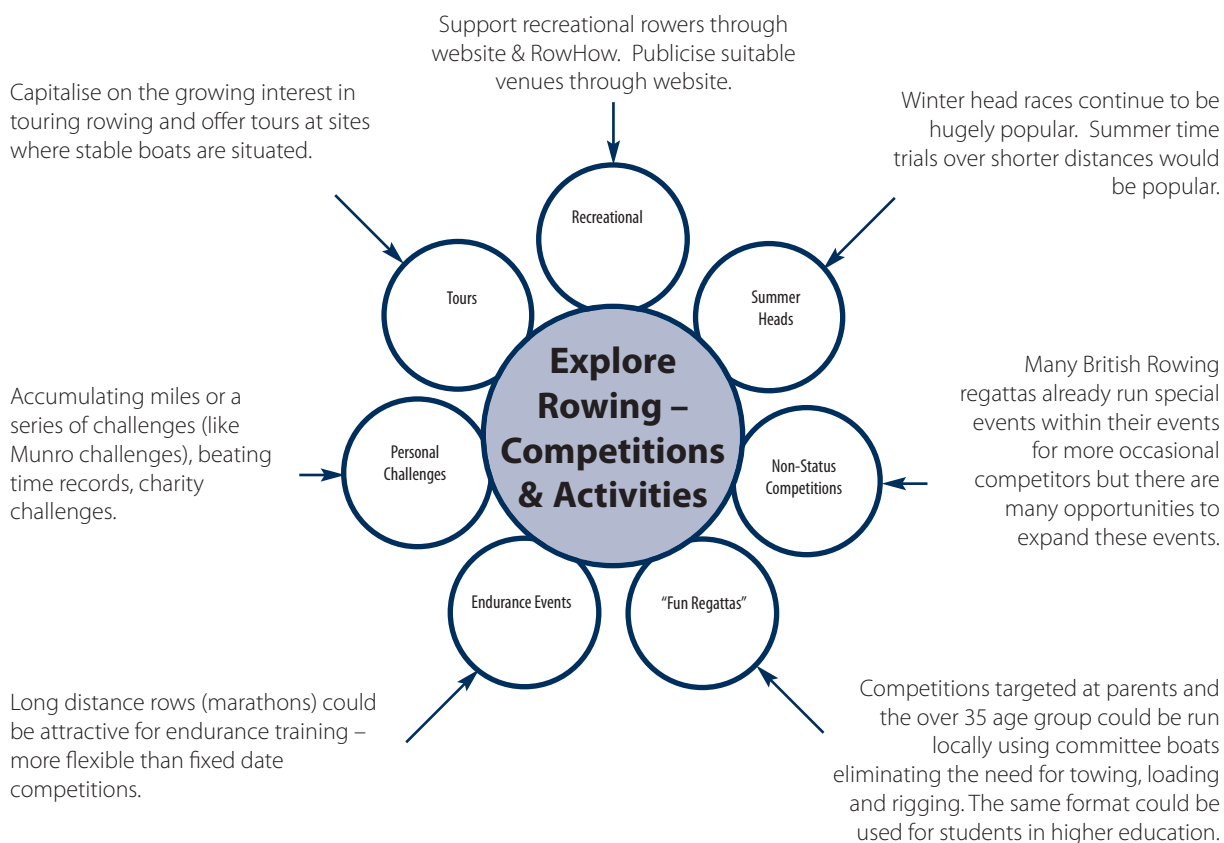 Support recreational rowers through
website & RowHow.  Publicise suitable
venues through website.
Capitalise on the growing interest in
touring rowing and offer tours at sites
where stable boats are situated.
Winter head races continue to be
hugely popular.  Summer time
trials over shorter distances would
be popular.
Recreational
Tours
Summer
Heads
Explore
Rowing –
Competitions
& Activities
Accumulating miles or a
series of challenges (like
Munro challenges), beating
time records, charity
challenges.
Personal
Challenges
Non-Status
Competitions
Many British Rowing
regattas already run special
events within their events
for more occasional
competitors but there are
many opportunities to
expand these events.
Endurance Events
“Fun Regattas”
Long distance rows (marathons) could
be attractive for endurance training –
more flexible than fixed date
competitions.
Competitions targeted at parents and
the over 35 age group could be run
locally using committee boats
eliminating the need for towing, loading
and rigging. The same format could be
used for students in higher education.